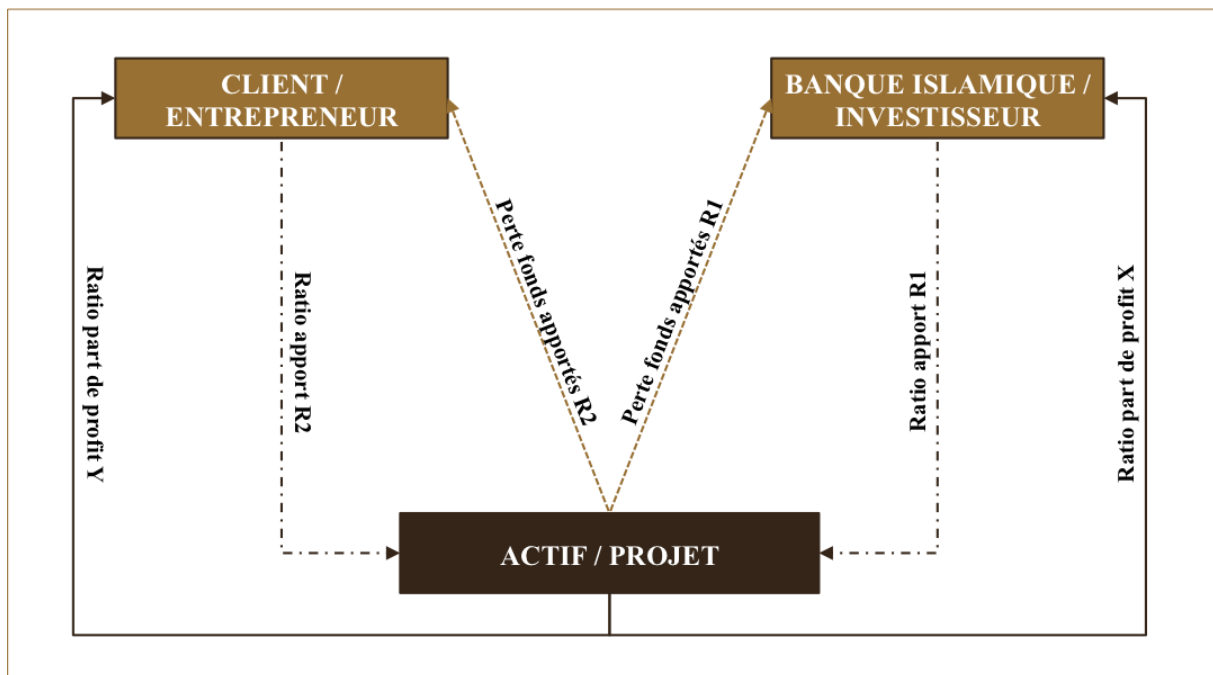 CLIENT /
ENTREPRENEUR
BANQUE ISLAMIQUE /
INVESTISSEUR
Ratio part de profit Y
Ratio apport R2
Perte fonds apportés R2
Perte fonds apportés R1
Ratio apport R1
Ratio part de profit X
ACTIF / PROJET